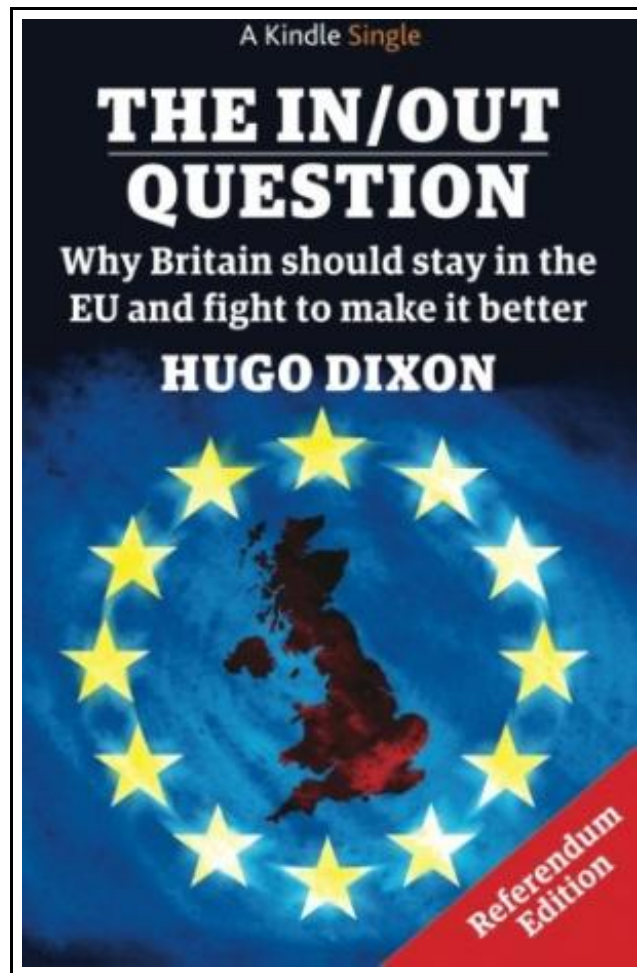 A Kindle Single
THE IN/OUT
QUESTION
Why Britain should stay in the
EU and fight to make it better
HUGO DIXON
Referendum
Edition